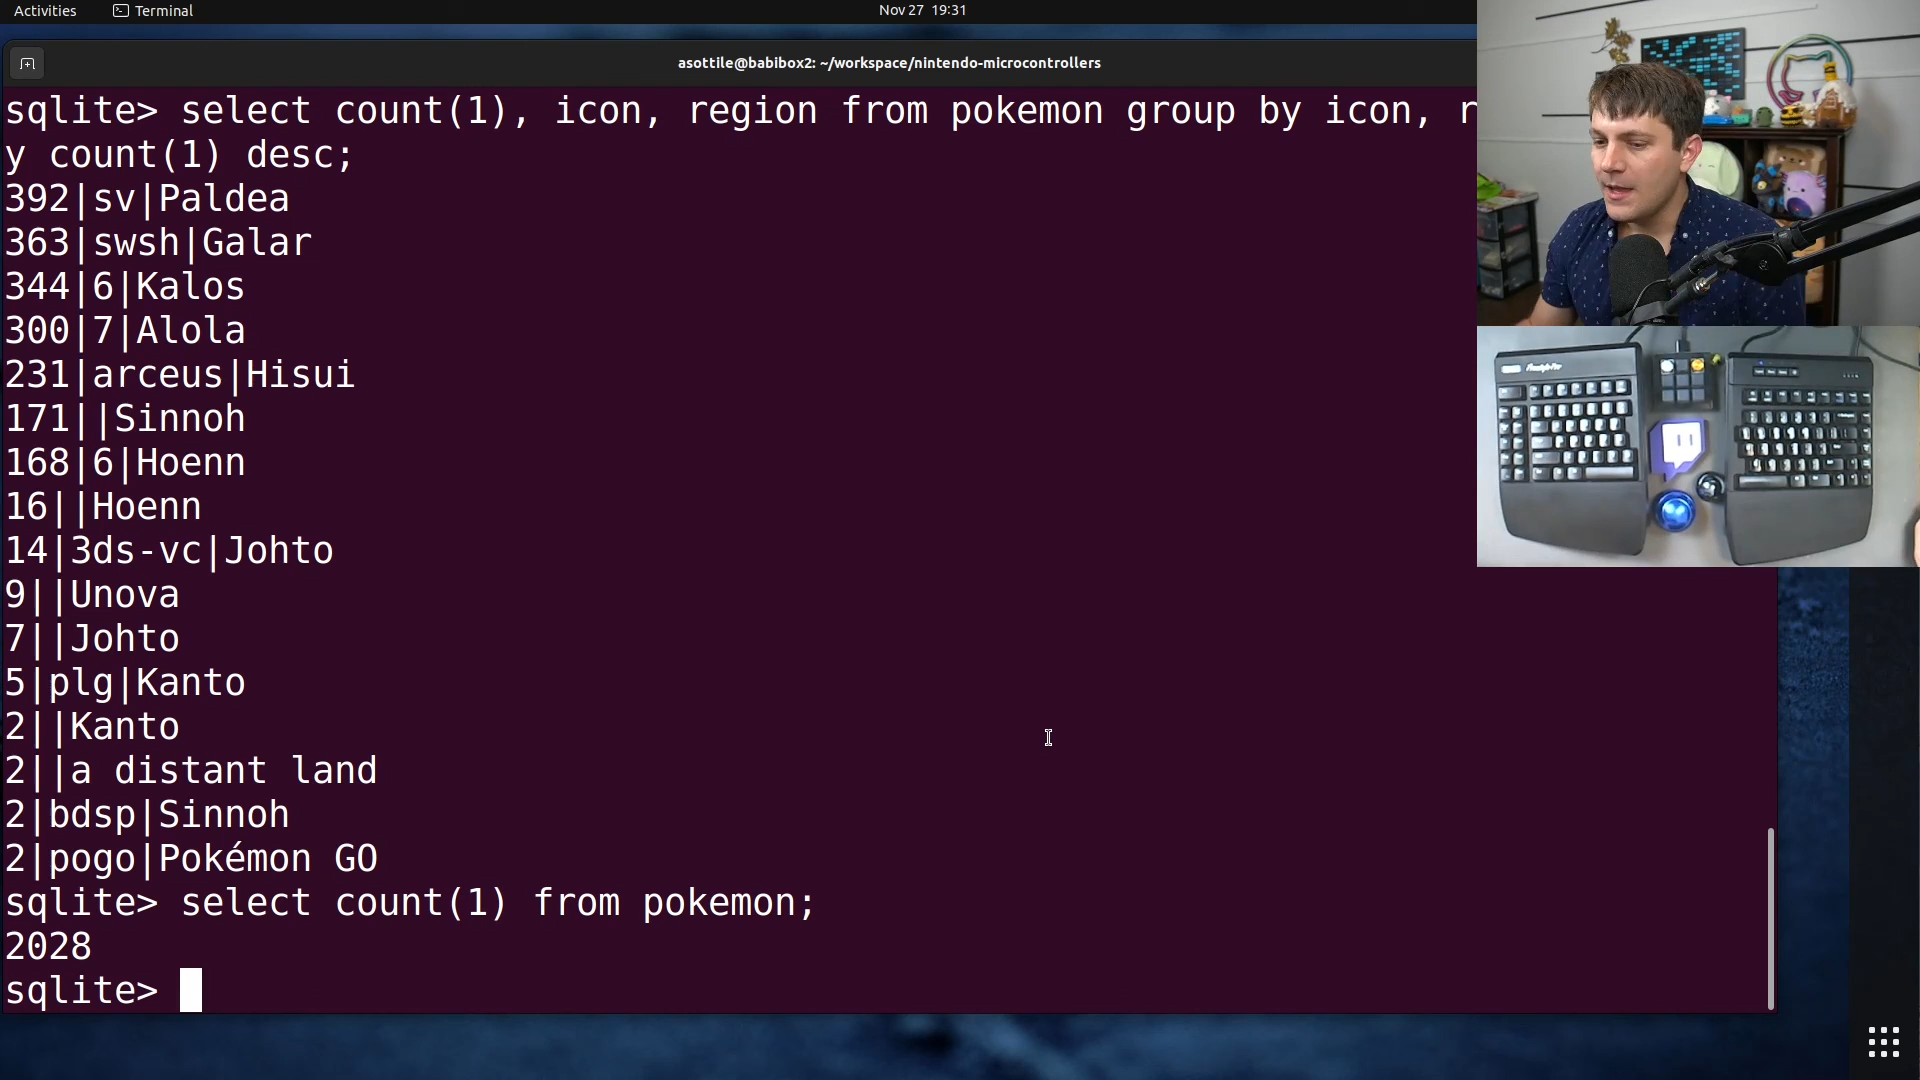 Activities
Terminal
Nov 27 19:31
asottile@babibox2: ~/workspace/nintendo-microcontrollers
sqlite> select count(1), icon, region from pokemon group by icon, r
y count(1) desc;
392|sv|Paldea
363|swsh|Galar
344|6|Kalos
300|7|Alola
231|arceus|Hisui
171||Sinnoh
168|6|Hoenn
16||Hoenn
14|3ds-vc|Johto
9||Unova
7||Johto
5|plg|Kanto
2||Kanto
2||a distant land
2|bdsp|Sinnoh
2|pogo|Pokémon GO
sqlite> select count(1) from pokemon;
2028
sqlite>